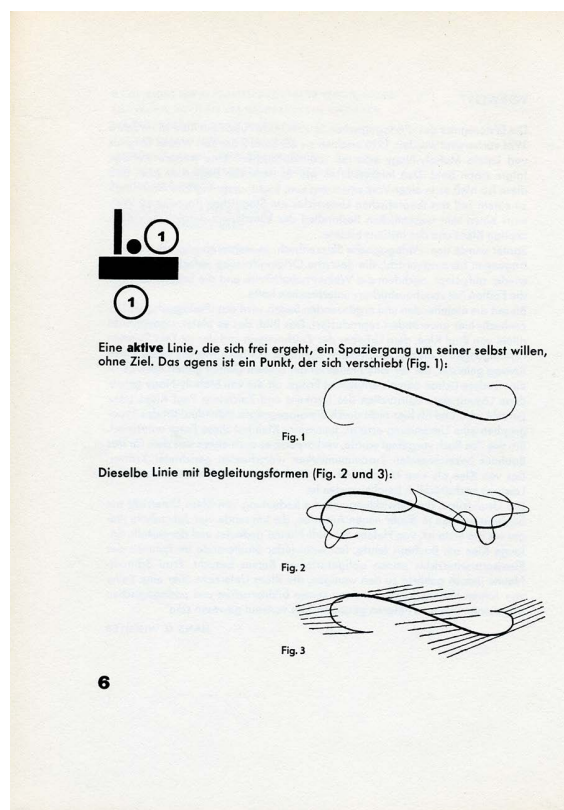 I. 1
1
Eine aktive Linie, die sich frei ergeht, ein Spaziergang um seiner selbst willen,
ohne Ziel. Das agens ist ein Punkt, der sich verschiebt (Fig. 1):
Fig. 1
Dieselbe Linie mit Begleitungsformen (Fig. 2 und 3):
Fig. 2
Fig. 3
6